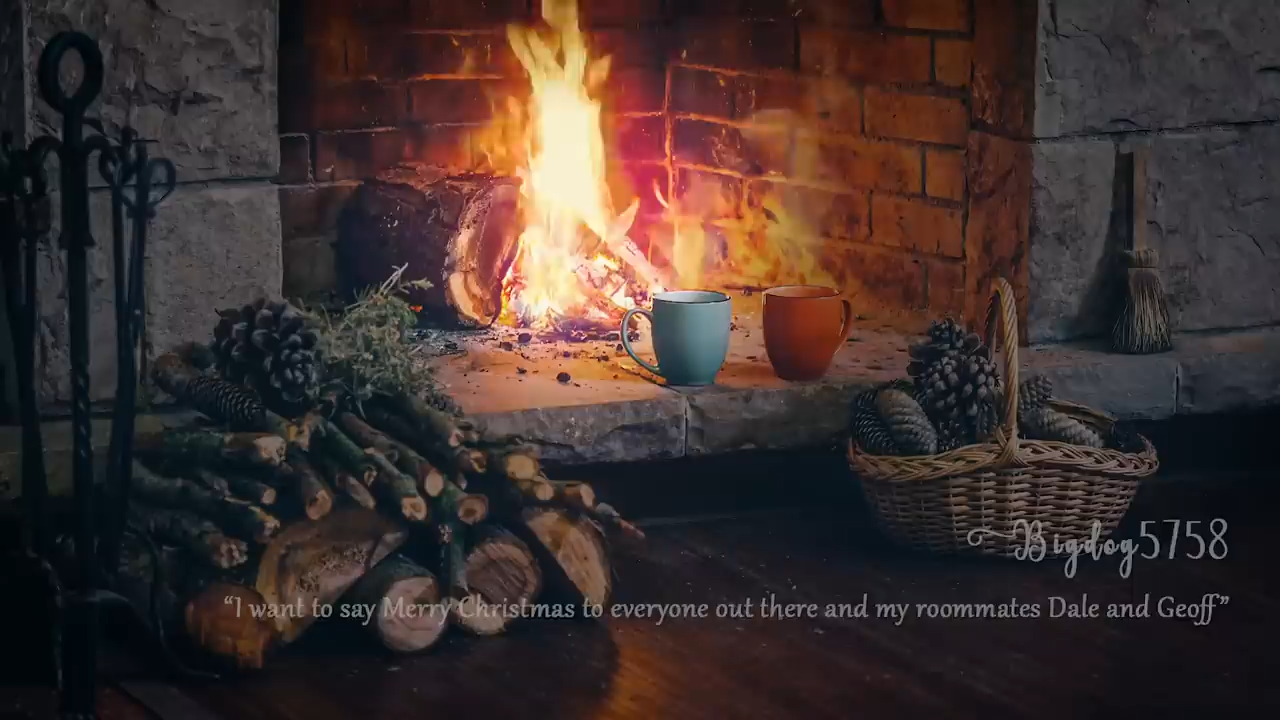 Bigdog5758
“I want to say Merry Christmas to everyone out there and my roommates Dale and Geoff”